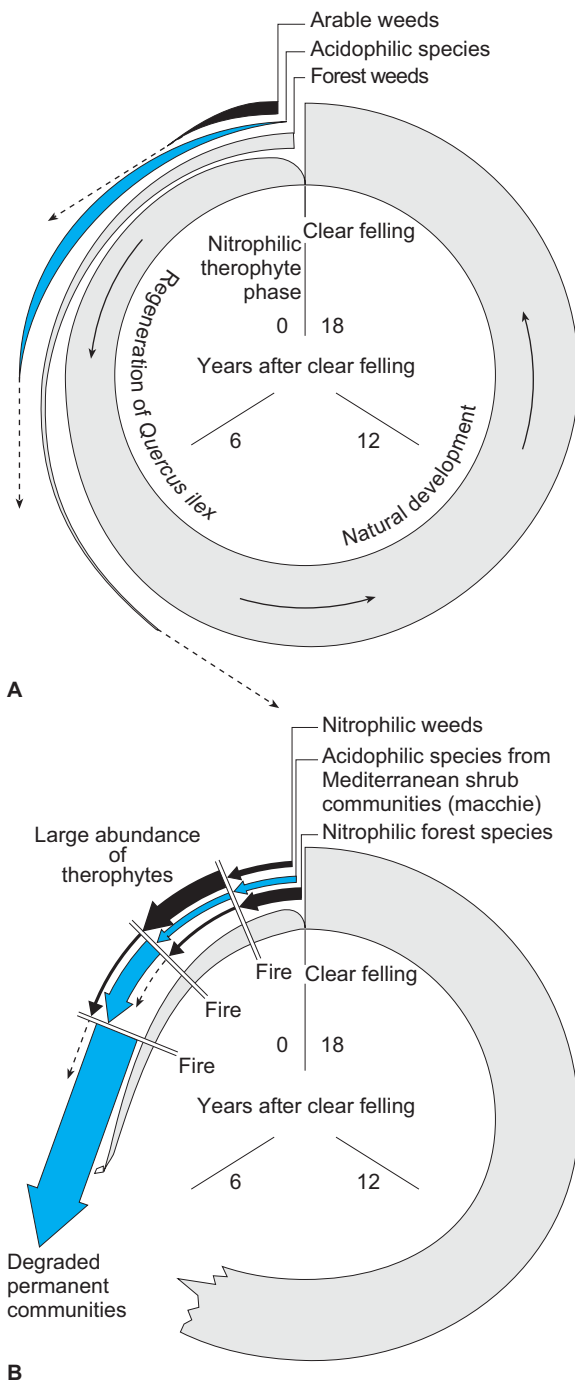 Arable weeds
Acidophilic species
Forest weeds
Clear felling
Nitrophilic
therophyte
phase
0 18
Years after clear felling
6 12
Regeneration of Quercus ilex
Natural development
A
Nitrophilic weeds
Acidophilic species from
Mediterranean shrub
communities (macchie)
Nitrophilic forest species
Large abundance
of
therophytes
Fire
Clear felling
Fire
Fire
0 18
Years after clear felling
6 12
Degraded
permanent
communities
B